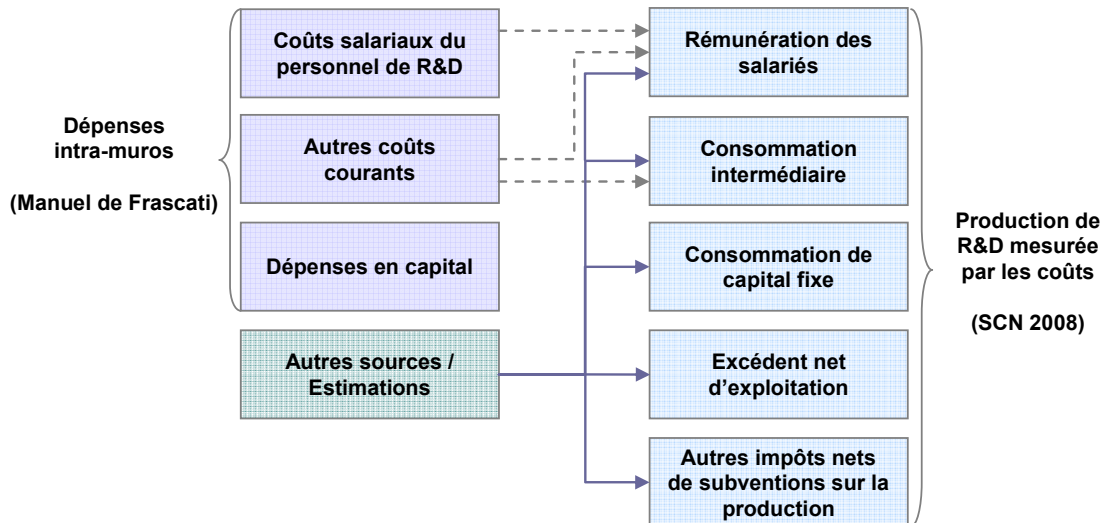 Dépenses
intra-muros
(Manuel de Frascati)
Coûts salariaux du
personnel de R&D
Autres coûts
courants
Dépenses en capital
Autres sources /
Estimations
Rémunération des
salariés
Consommation
intermédiaire
Consommation de
capital fixe
Excédent net
d’exploitation
Autres impôts nets
de subventions sur la
production
Production de
R&D mesurée
par les coûts
(SCN 2008)